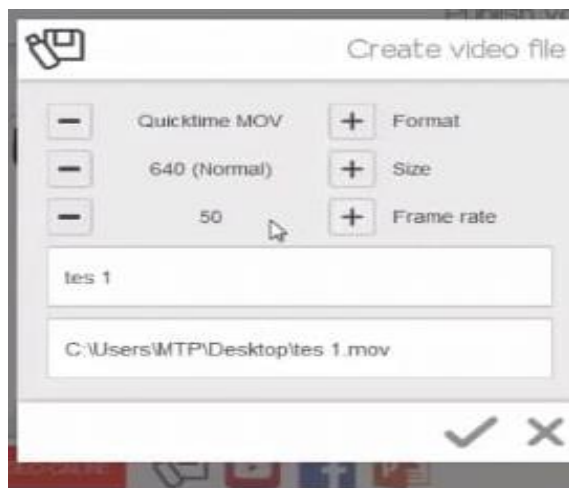 Create video file
Quicktime MOV Format
640 (Normal) Size
50 Frame rate
tes 1
C:\Users\MTP\Desktop\tes 1.mov